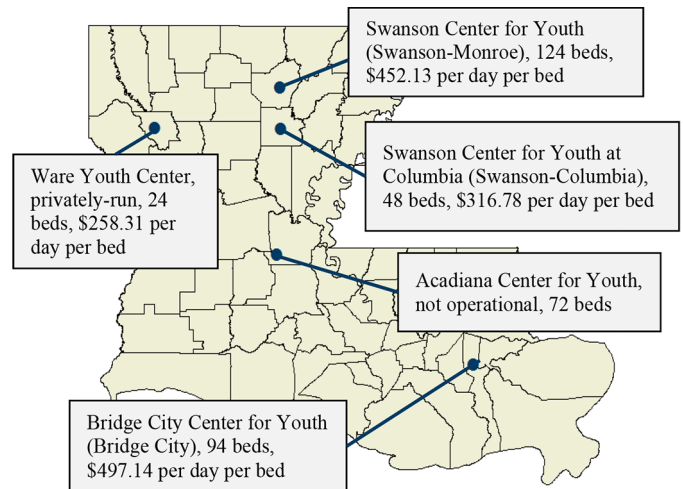 Swanson Center for Youth
(Swanson-Monroe), 124 beds,
$452.13 per day per bed
Swanson Center for Youth at
Columbia (Swanson-Columbia),
48 beds, $316.78 per day per bed
Ware Youth Center,
privately-run, 24
beds, $258.31 per
day per bed
Acadiana Center for Youth,
not operational, 72 beds
Bridge City Center for Youth
(Bridge City), 94 beds,
$497.14 per day per bed